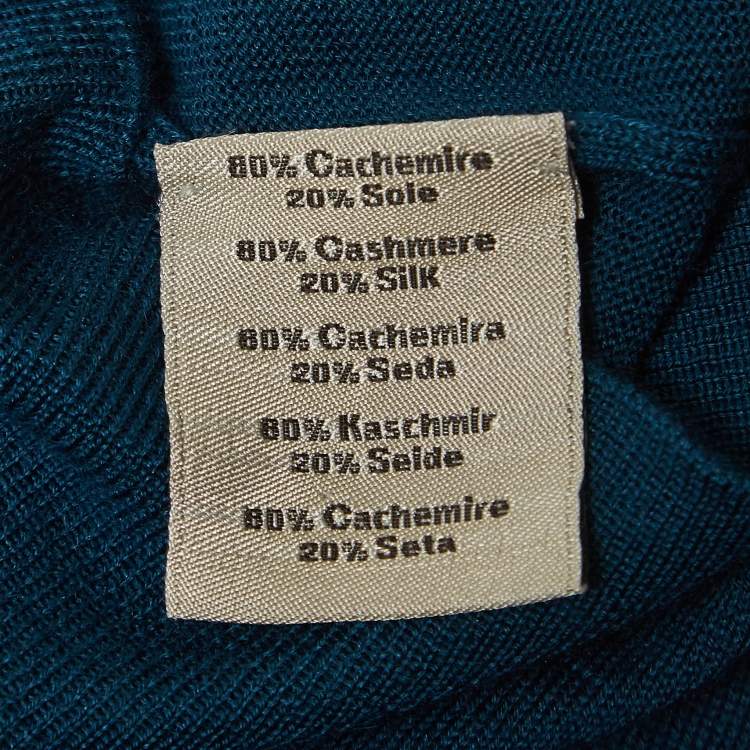 80% Cachemire
20% Soie
80% Cashmere
20% Silk
80% Cachemira
20% Seda
80% Kaschmir
20% Seide
80% Cachemire
20% Seta